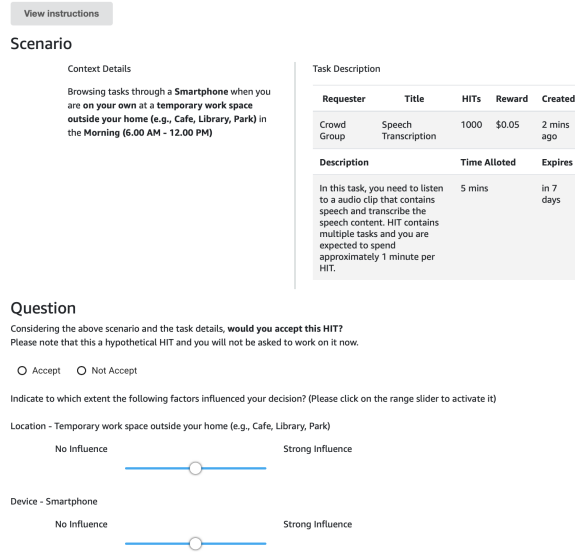 View instructions
Scenario
Context Details
Browsing tasks through a Smartphone when you
are on your own at a temporary work space
outside your home (e.g., Cafe, Library, Park) in
the Morning (6.00 AM - 12.00 PM)
Task Description
Requester Title HITs Reward Created
Crowd Speech 1000 $0.05 2 mins
Group Transcription ago
Description Time Alloted Expires
In this task, you need to listen 5 mins in 7
to a audio clip that contains days
speech and transcribe the
speech content. HIT contains
multiple tasks and you are
expected to spend
approximately 1 minute per
HIT.
Question
Considering the above scenario and the task details, would you accept this HIT?
Please note that this a hypothetical HIT and you will not be asked to work on it now.
Accept Not Accept
Indicate to which extent the following factors influenced your decision? (Please click on the range slider to activate it)
Location - Temporary work space outside your home (e.g., Cafe, Library, Park)
No Influence Strong Influence
Device - Smartphone
No Influence Strong Influence